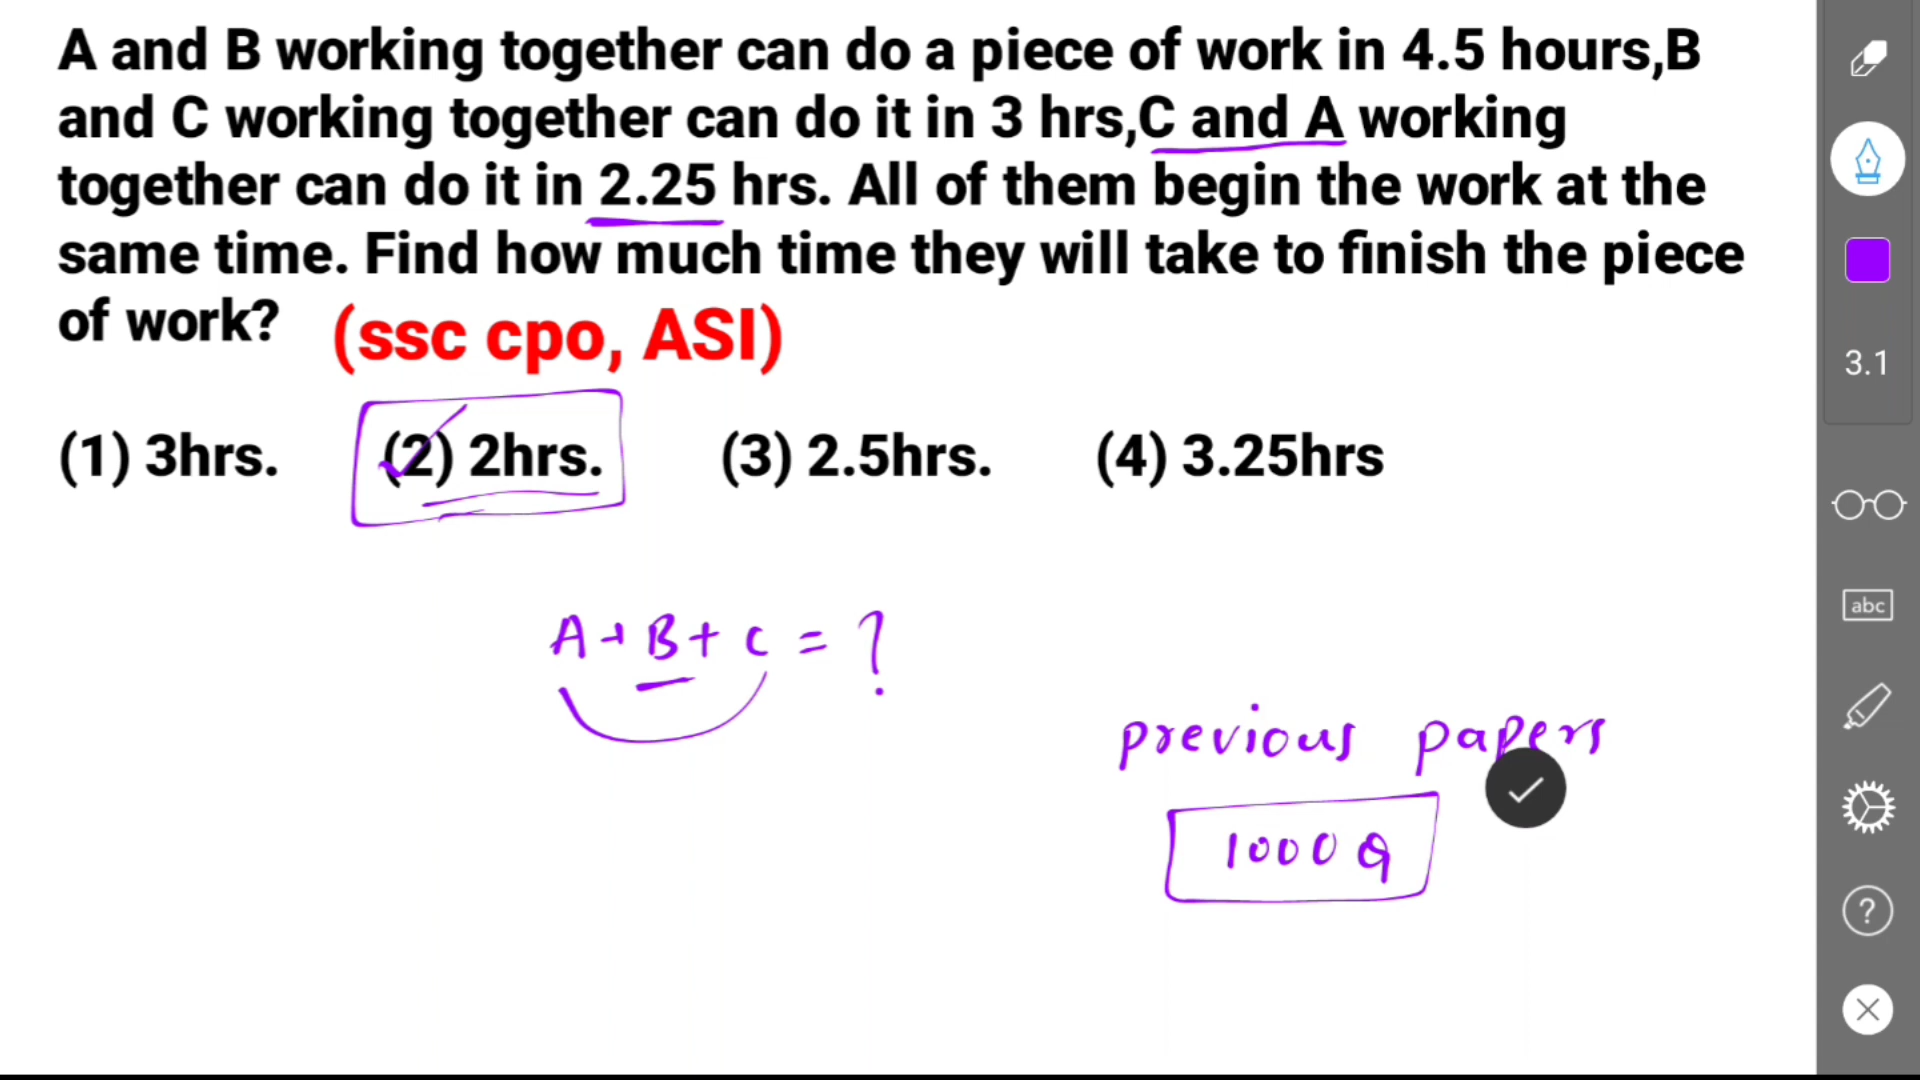 A and B working together can do a piece of work in 4.5 hours,B
and C working together can do it in 3 hrs,C and A working
together can do it in 2.25 hrs. All of them begin the work at the
same time. Find how much time they will take to finish the piece
of work? (ssc cpo, ASI)
(1) 3hrs. (2) 2hrs. (3) 2.5hrs. (4) 3.25hrs
A+B+C = ?
previous papers
1000 Q
3.1
abc
?